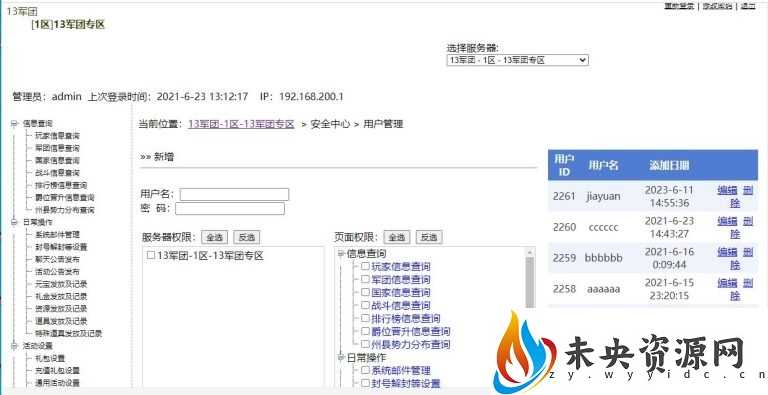 13军团
[1区]13军团专区
重新登录 | 修改密码 | 退出
选择服务器:
13军团 - 1区 - 13军团专区
管理员：admin 上次登录时间：2021-6-23 13:12:17 IP：192.168.200.1
信息查询
玩家信息查询
军团信息查询
国家信息查询
战斗信息查询
排行榜信息查询
爵位晋升信息查询
州县势力分布查询
日常操作
系统邮件管理
封号解封等设置
聊天公告发布
活动公告发布
元宝发放及记录
礼金发放及记录
资源发放及记录
道具发放及记录
特殊道具发放及记录
活动设置
礼包设置
充值礼包设置
通用活动设置
当前位置：13军团-1区-13军团专区 > 安全中心 > 用户管理
»» 新增
用户名：
密 码：
服务器权限： 全选 反选
13军团-1区-13军团专区
页面权限： 全选 反选
信息查询
玩家信息查询
军团信息查询
国家信息查询
战斗信息查询
排行榜信息查询
爵位晋升信息查询
州县势力分布查询
日常操作
系统邮件管理
封号解封等设置
用户ID 用户名 添加日期
2261 jiayuan 2023-6-11 14:55:36 编辑 删除
2260 cccccc 2021-6-23 14:43:27 编辑 删除
2259 bbbbbb 2021-6-16 0:09:44 编辑 删除
2258 aaaaaa 2021-6-15 23:20:15 编辑 删除
未央资源网
zy.wyyidc.cn